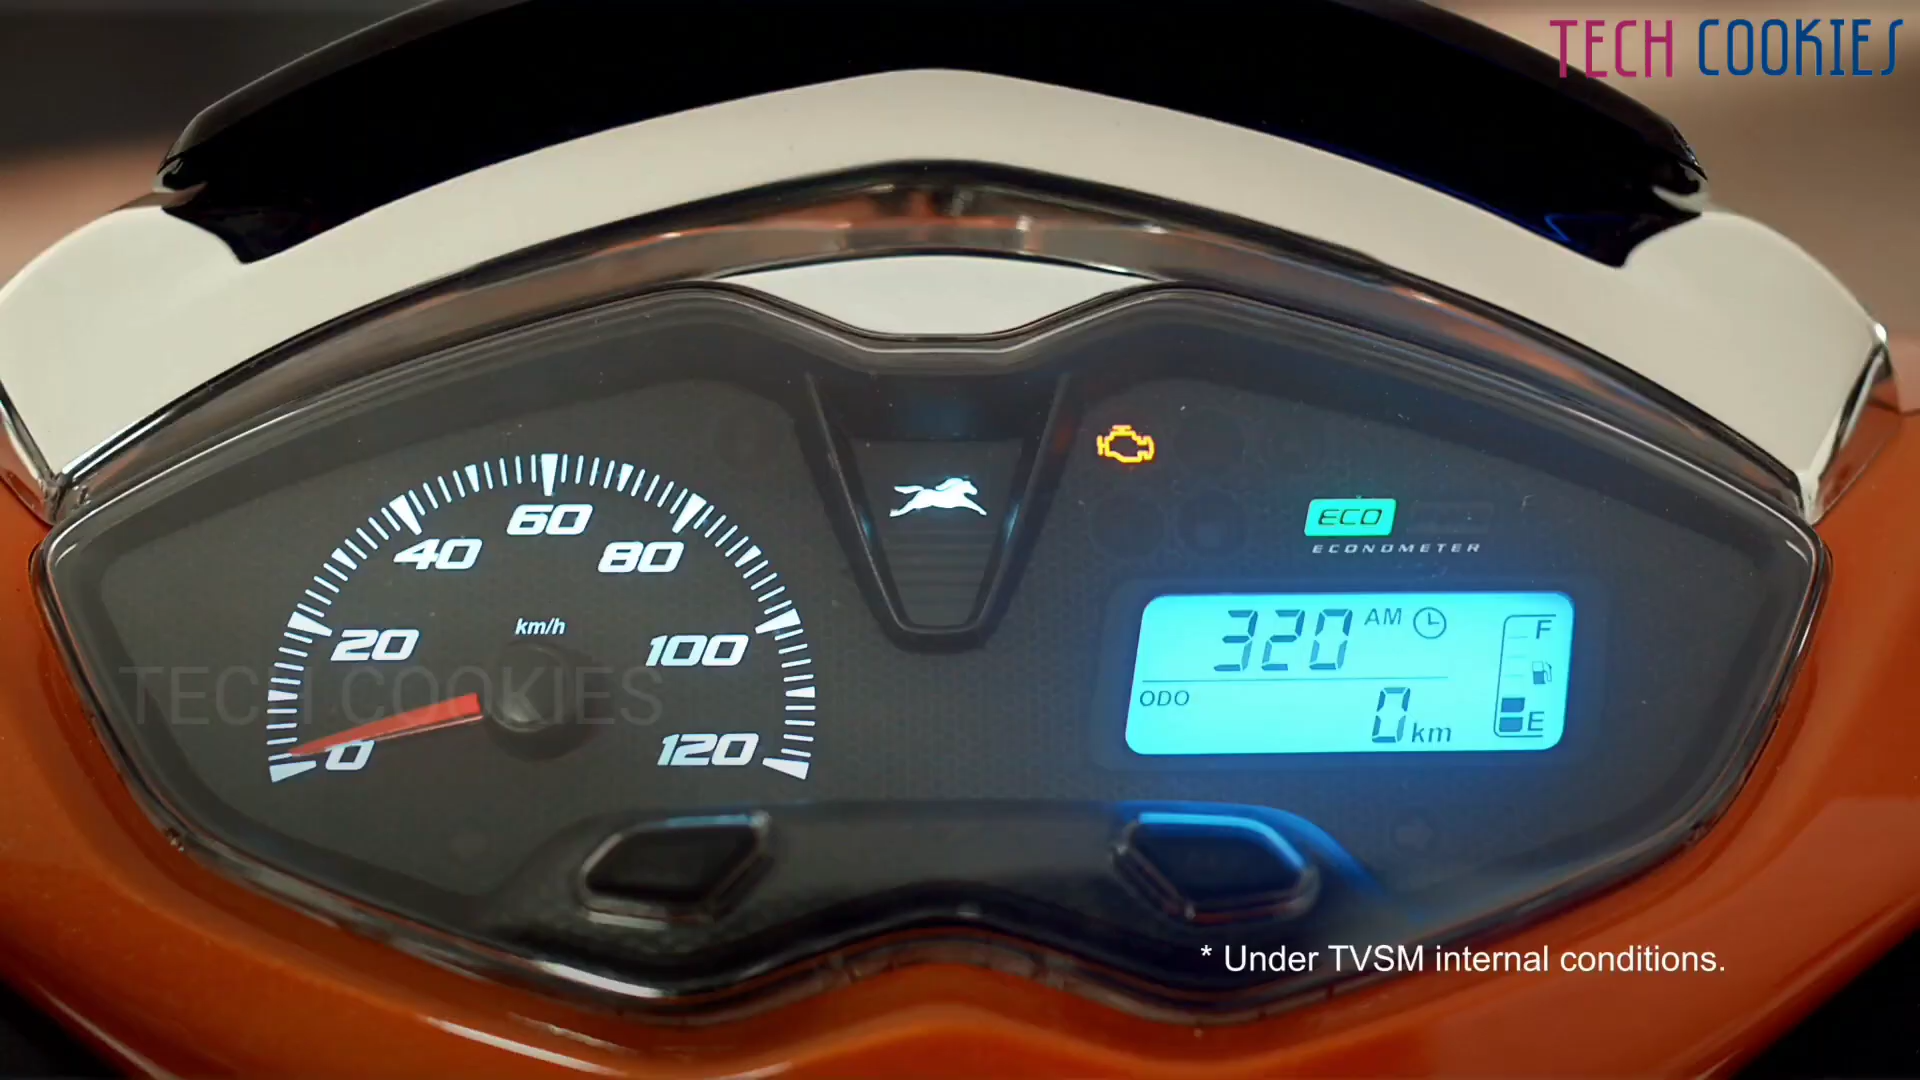 TECH COOKIES
60
40
80
km/h
20
100
TECH COOKIES
0
120
ECO
ECONOMETER
320 AM
F
ODO
0 km
E
* Under TVSM internal conditions.